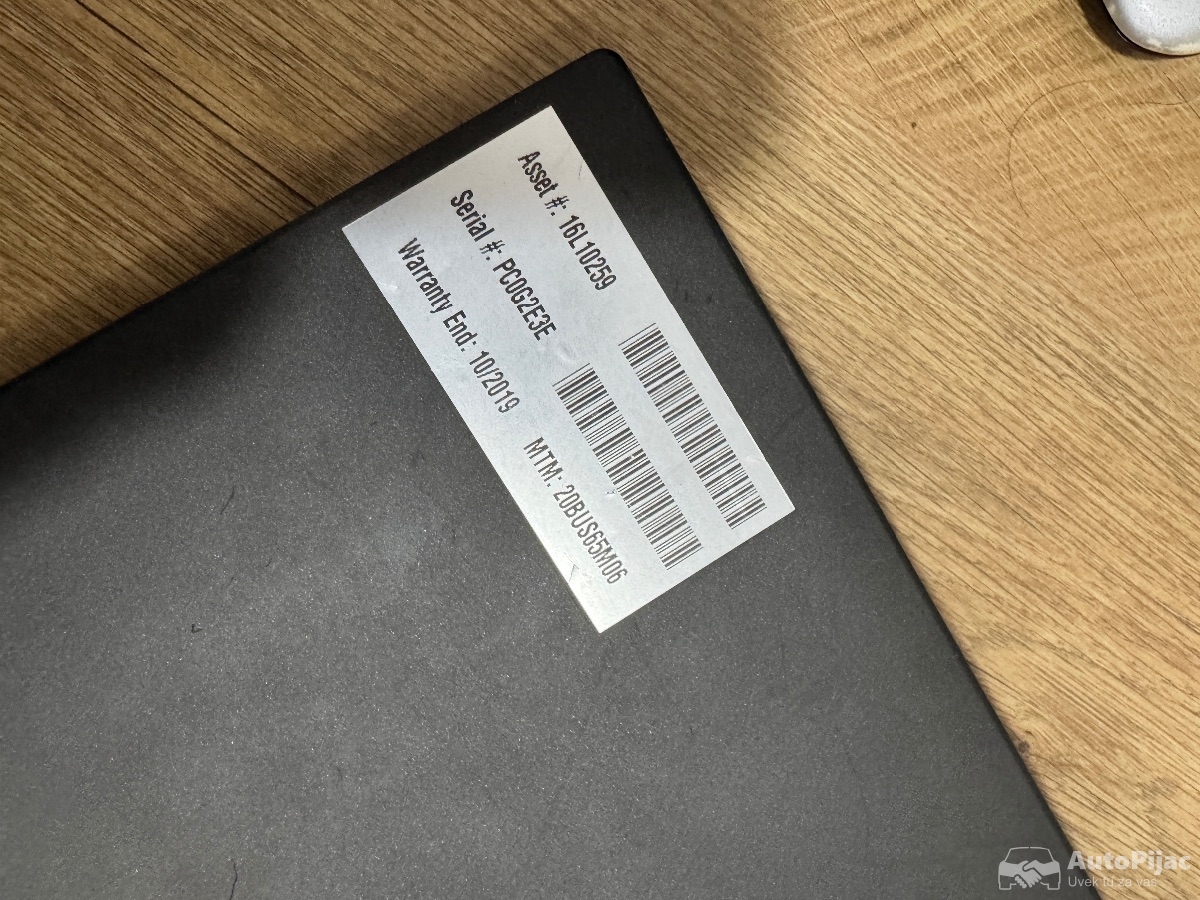 Asset #: 16L10259
Serial #: PC0G2E3E
Warranty End: 10/2019
MTM: 20BUS65M06
AutoPijac
Uvek tu za vas